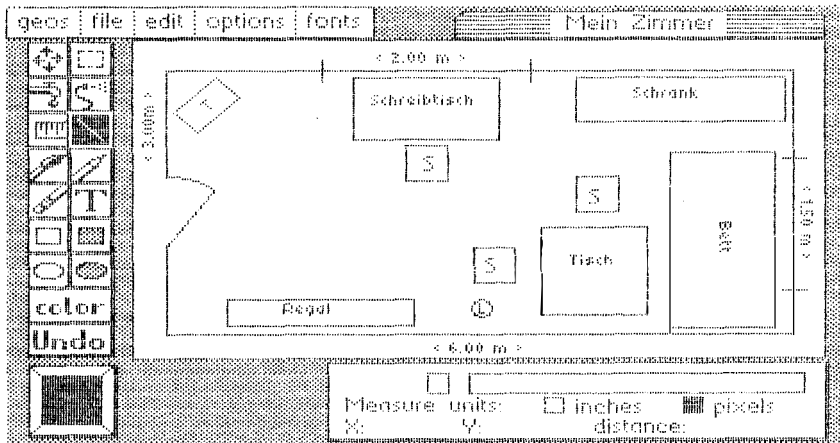 geos file edit options fonts
Mein Zimmer
< 2.00 m >
< 3.00m >
Schreibtisch
Schrank
S
S
T
Bett
< 1.50 m >
S
Tisch
color
Regal
L
Undo
< 6.00 m >
Measure units: inches pixels
X: Y: distance: